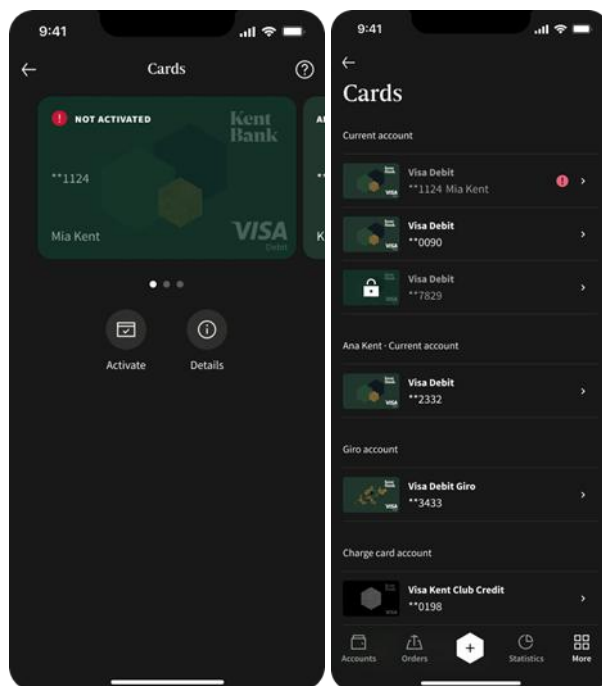 9:41
Cards
NOT ACTIVATED
Kent
Bank
**1124
Mia Kent
VISA
Debit
Activate
Details
9:41
Cards
Current account
Visa Debit
**1124 Mia Kent
Visa Debit
**0090
Visa Debit
**7829
Ana Kent · Current account
Visa Debit
**2332
Giro account
Visa Debit Giro
**3433
Charge card account
Visa Kent Club Credit
**0198
Accounts
Orders
Statistics
More